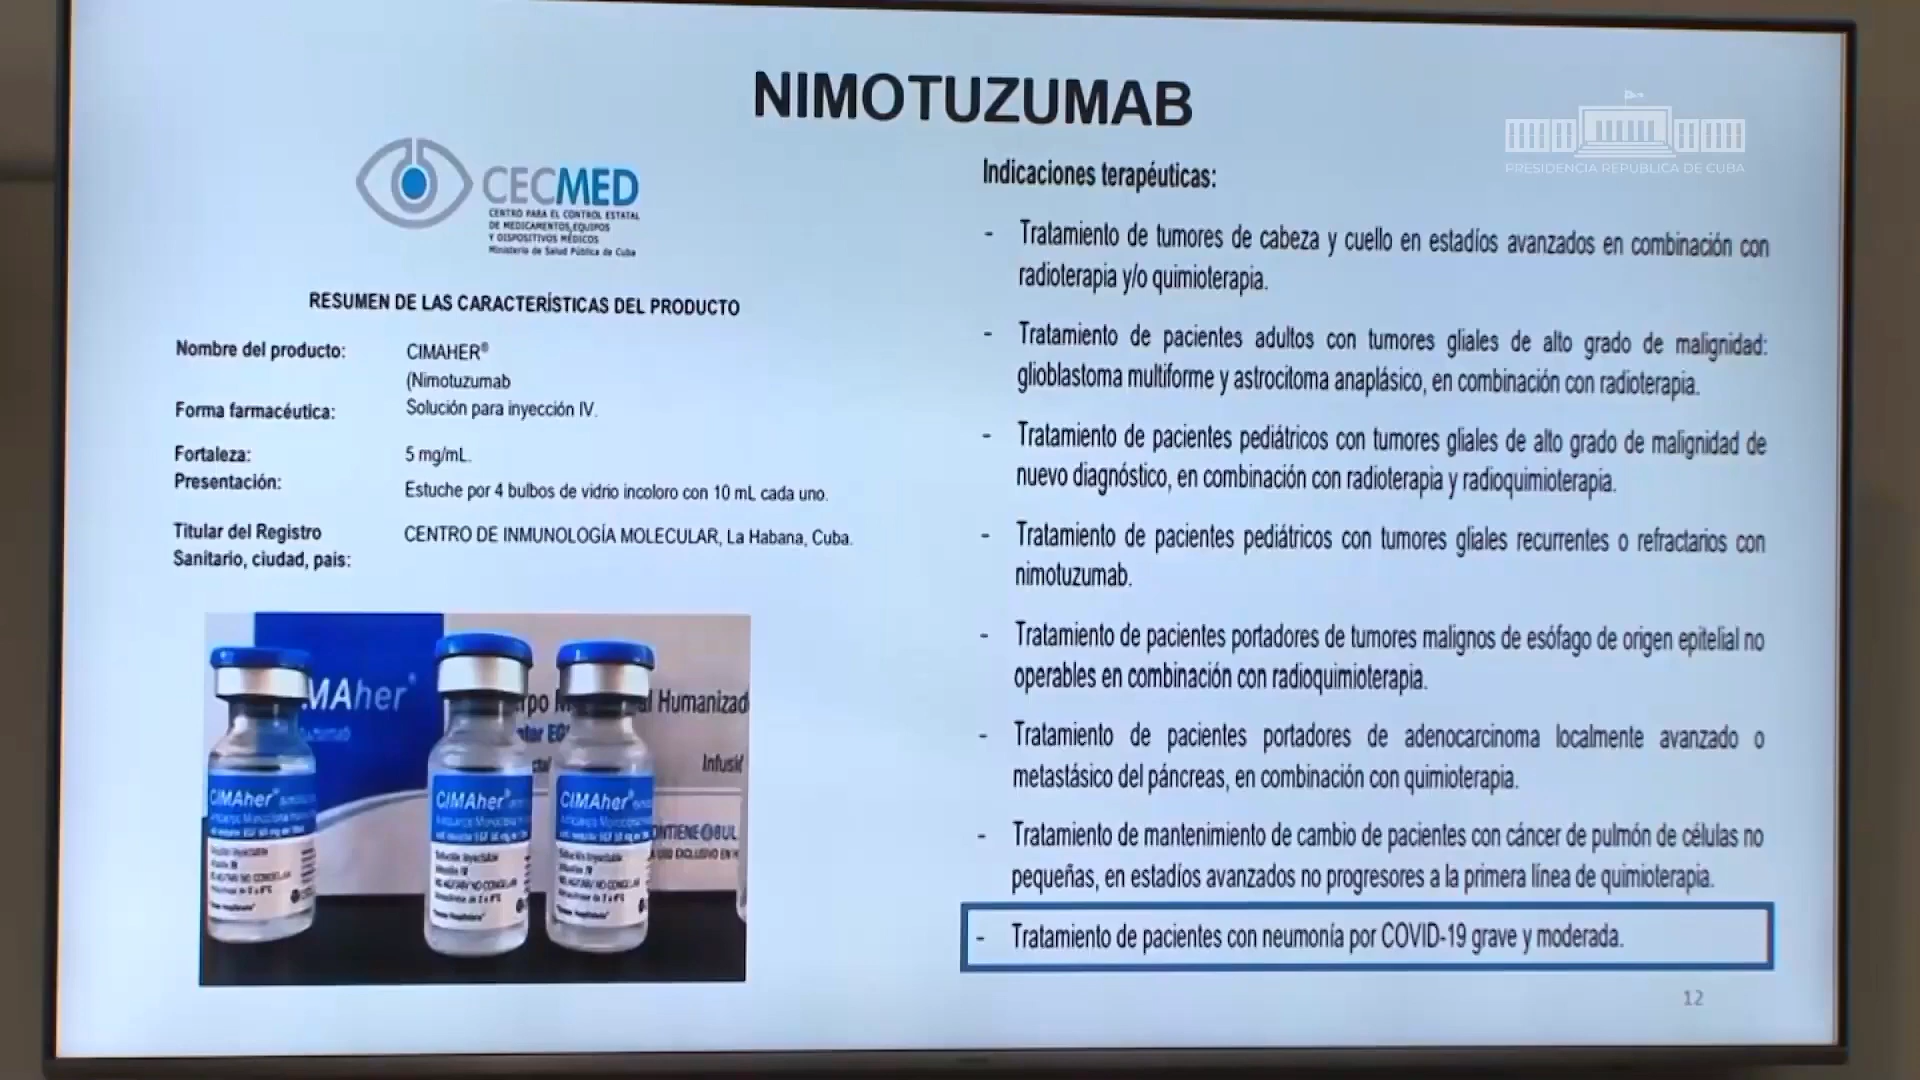 NIMOTUZUMAB
PRESIDENCIA REPÚBLICA DE CUBA
CECMED
CENTRO PARA EL CONTROL ESTATAL
DE MEDICAMENTOS, EQUIPOS
Y DISPOSITIVOS MÉDICOS
Ministerio de Salud Pública de Cuba
RESUMEN DE LAS CARACTERÍSTICAS DEL PRODUCTO
Nombre del producto: CIMAHER®
(Nimotuzumab
Forma farmacéutica: Solución para inyección IV.
Fortaleza: 5 mg/mL.
Presentación: Estuche por 4 bulbos de vidrio incoloro con 10 mL cada uno.
Titular del Registro CENTRO DE INMUNOLOGÍA MOLECULAR, La Habana, Cuba.
Sanitario, ciudad, país:
MAher®
Humanizado
CIMAher®
CIMAher®
CIMAher®
Indicaciones terapéuticas:
- Tratamiento de tumores de cabeza y cuello en estadíos avanzados en combinación con
radioterapia y/o quimioterapia.
- Tratamiento de pacientes adultos con tumores gliales de alto grado de malignidad:
glioblastoma multiforme y astrocitoma anaplásico, en combinación con radioterapia.
- Tratamiento de pacientes pediátricos con tumores gliales de alto grado de malignidad de
nuevo diagnóstico, en combinación con radioterapia y radioquimioterapia.
- Tratamiento de pacientes pediátricos con tumores gliales recurrentes o refractarios con
nimotuzumab.
- Tratamiento de pacientes portadores de tumores malignos de esófago de origen epitelial no
operables en combinación con radioquimioterapia.
- Tratamiento de pacientes portadores de adenocarcinoma localmente avanzado o
metastásico del páncreas, en combinación con quimioterapia.
- Tratamiento de mantenimiento de cambio de pacientes con cáncer de pulmón de células no
pequeñas, en estadíos avanzados no progresores a la primera línea de quimioterapia.
- Tratamiento de pacientes con neumonía por COVID-19 grave y moderada.
12